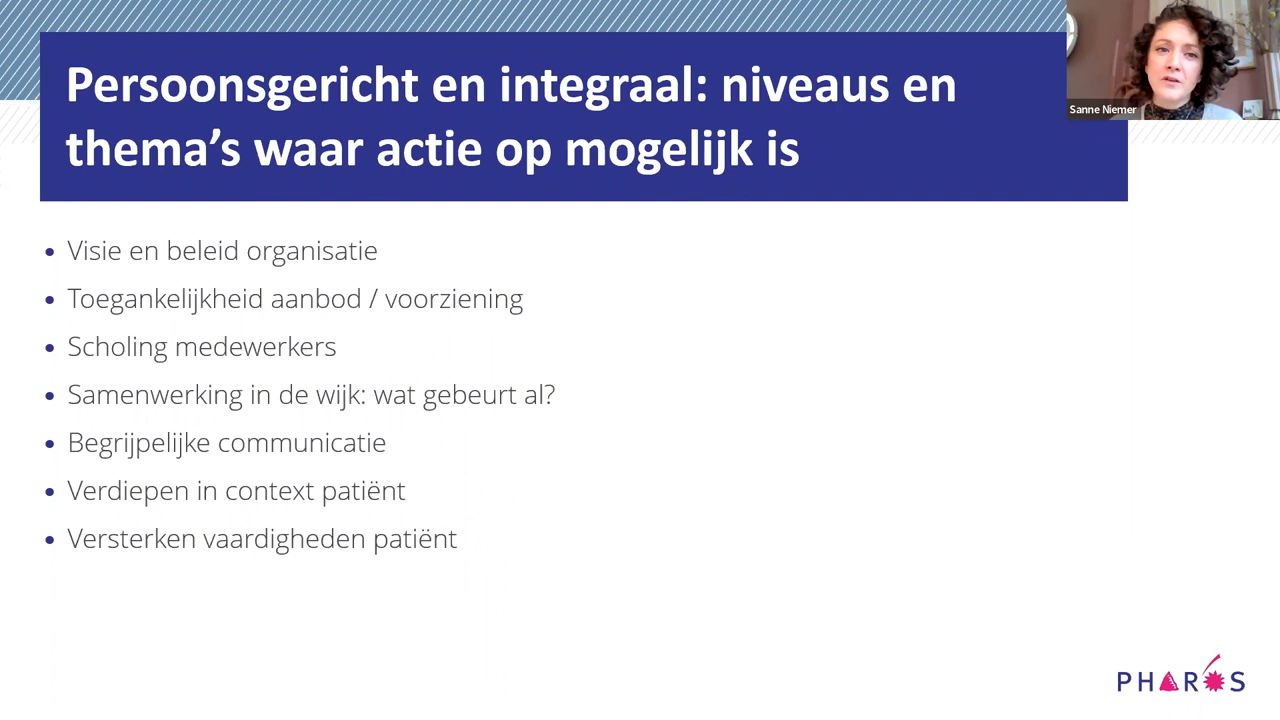 Persoonsgericht en integraal: niveaus en
thema’s waar actie op mogelijk is
Sanne Niemer
• Visie en beleid organisatie
• Toegankelijkheid aanbod / voorziening
• Scholing medewerkers
• Samenwerking in de wijk: wat gebeurt al?
• Begrijpelijke communicatie
• Verdiepen in context patiënt
• Versterken vaardigheden patiënt
PHAROS